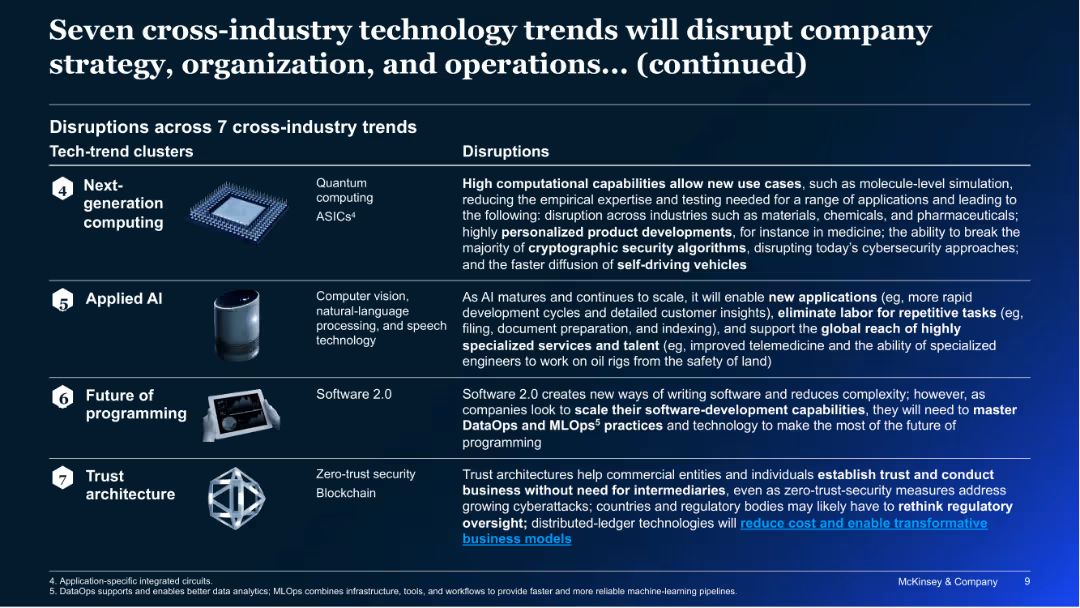 Seven cross-industry technology trends will disrupt company
strategy, organization, and operations... (continued)
Disruptions across 7 cross-industry trends
Tech-trend clusters
Disruptions
4
Next-
generation
computing
Quantum
computing
ASICs⁴
High computational capabilities allow new use cases, such as molecule-level simulation,
reducing the empirical expertise and testing needed for a range of applications and leading to
the following: disruption across industries such as materials, chemicals, and pharmaceuticals;
highly personalized product developments, for instance in medicine; the ability to break the
majority of cryptographic security algorithms, disrupting today's cybersecurity approaches;
and the faster diffusion of self-driving vehicles
5
Applied AI
Computer vision,
natural-language
processing, and speech
technology
As AI matures and continues to scale, it will enable new applications (eg, more rapid
development cycles and detailed customer insights), eliminate labor for repetitive tasks (eg,
filing, document preparation, and indexing), and support the global reach of highly
specialized services and talent (eg, improved telemedicine and the ability of specialized
engineers to work on oil rigs from the safety of land)
6
Future of
programming
Software 2.0
Software 2.0 creates new ways of writing software and reduces complexity; however, as
companies look to scale their software-development capabilities, they will need to master
DataOps and MLOps⁵ practices and technology to make the most of the future of
programming
7
Trust
architecture
Zero-trust security
Blockchain
Trust architectures help commercial entities and individuals establish trust and conduct
business without need for intermediaries, even as zero-trust-security measures address
growing cyberattacks; countries and regulatory bodies may likely have to rethink regulatory
oversight; distributed-ledger technologies will reduce cost and enable transformative
business models
4. Application-specific integrated circuits.
5. DataOps supports and enables better data analytics; MLOps combines infrastructure, tools, and workflows to provide faster and more reliable machine-learning pipelines.
McKinsey & Company
9